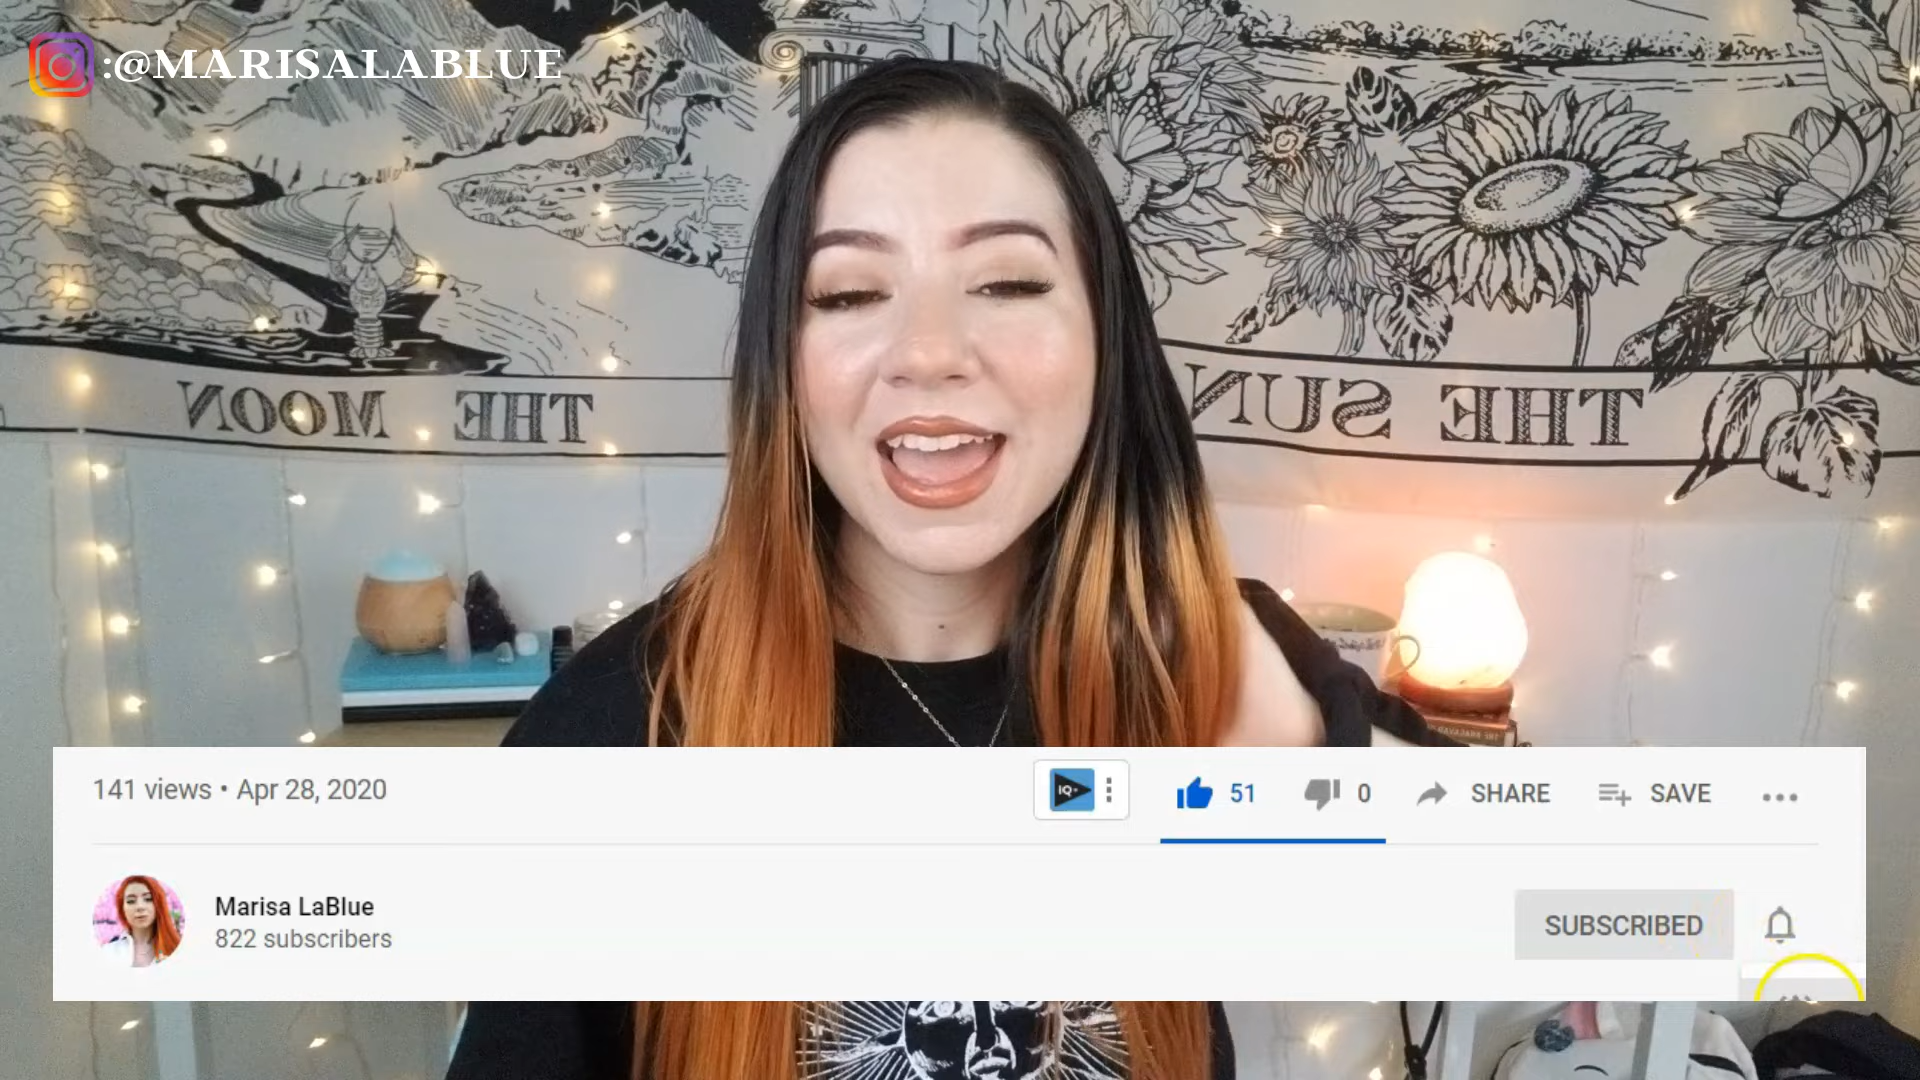 :@MARISALABLUE
THE MOON
THE SUN
141 views • Apr 28, 2020
IQ
51
0
SHARE
SAVE
Marisa LaBlue
822 subscribers
SUBSCRIBED